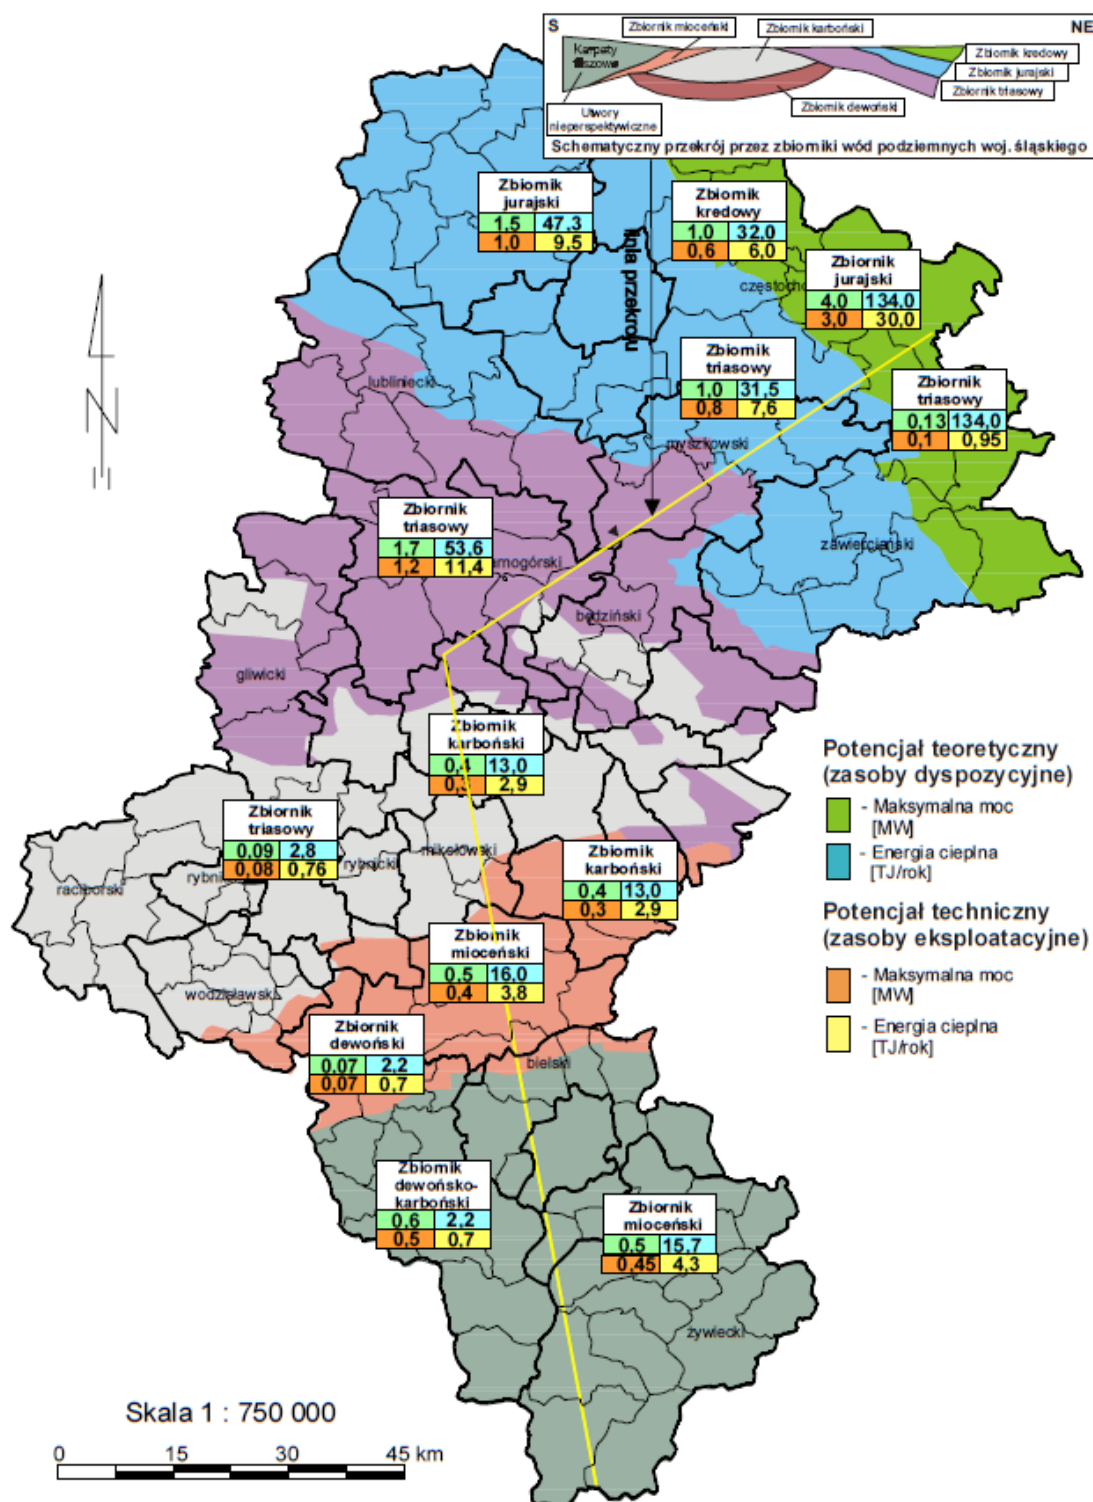 S
NE
Zbiornik mioceński
Zbiornik karboński
Karpaty
Zbiornik kredowy
Zbiornik jurajski
Zbiornik triasowy
Zbiornik dewoński
Utwory
nieperspektywiczne
Schematyczny przekrój przez zbiorniki wód podziemnych woj. śląskiego
linia przekroju
Zbiornik
jurajski
1,5 47,3
1,0 9,5
Zbiornik
kredowy
1,0 32,0
0,6 6,0
Zbiornik
jurajski
4,0 134,0
3,0 30,0
Zbiornik
triasowy
1,0 31,5
0,8 7,6
Zbiornik
triasowy
0,13 134,0
0,1 0,95
lubliniecki
myszkowski
N
Zbiornik
triasowy
1,7 53,6
1,2 11,4
zawierciański
będziński
gliwicki
Zbiornik
karboński
0,4 13,0
0,3 2,9
Potencjał teoretyczny
(zasoby dyspozycyjne)
- Maksymalna moc
[MW]
- Energia cieplna
[TJ/rok]
Potencjał techniczny
(zasoby eksploatacyjne)
- Maksymalna moc
[MW]
- Energia cieplna
[TJ/rok]
Zbiornik
triasowy
0,09 2,8
0,08 0,76
mikołowski
rybnicki
raciborski
Zbiornik
karboński
0,4 13,0
0,3 2,9
Zbiornik
mioceński
0,5 16,0
0,4 3,8
wodzisławski
Zbiornik
dewoński
0,07 2,2
0,07 0,7
bielski
Zbiornik
dewońsko-
karboński
0,6 2,2
0,5 0,7
Zbiornik
mioceński
0,5 15,7
0,45 4,3
żywiecki
Skala 1 : 750 000
0 15 30 45 km